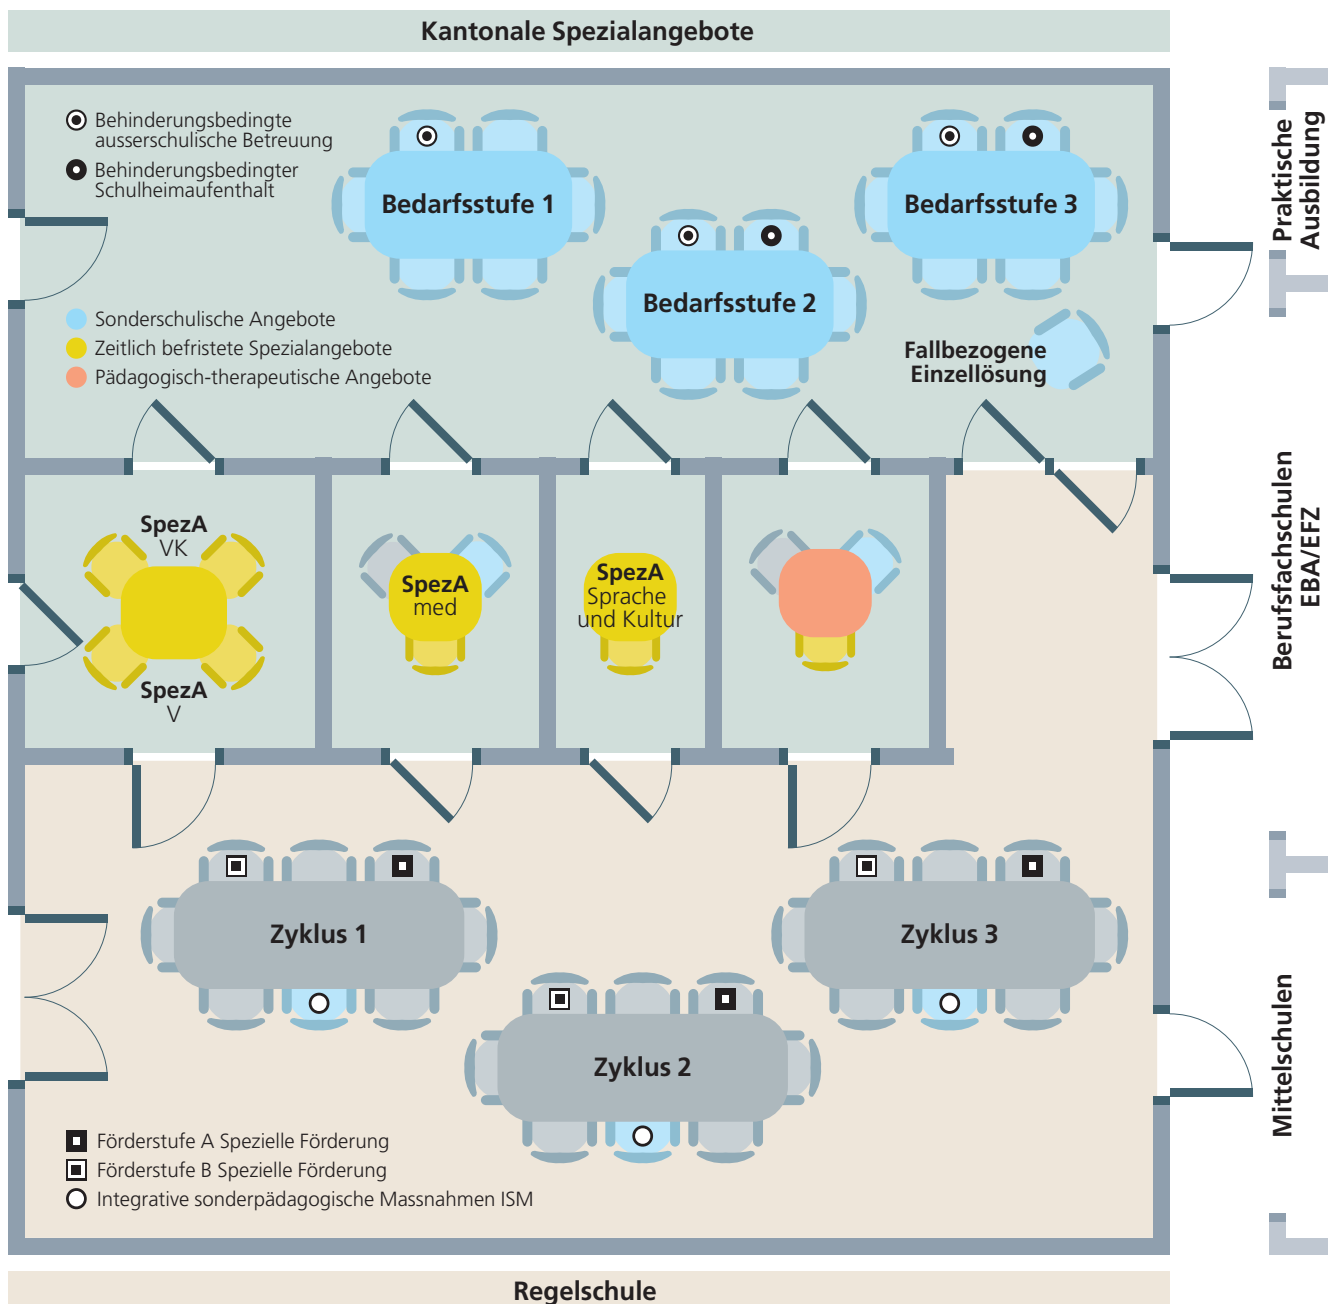 Kantonale Spezialangebote
Behinderungsbedingte
ausserschulische Betreuung
Behinderungsbedingter
Schulheimaufenthalt
Bedarfsstufe 1
Bedarfsstufe 3
Bedarfsstufe 2
Sonderschulische Angebote
Zeitlich befristete Spezialangebote
Pädagogisch-therapeutische Angebote
Fallbezogene
Einzellösung
Praktische
Ausbildung
SpezA
VK
SpezA
V
SpezA
med
SpezA
Sprache
und Kultur
Berufsfachschulen
EBA/EFZ
Zyklus 1
Zyklus 3
Zyklus 2
Mittelschulen
Förderstufe A Spezielle Förderung
Förderstufe B Spezielle Förderung
Integrative sonderpädagogische Massnahmen ISM
Regelschule